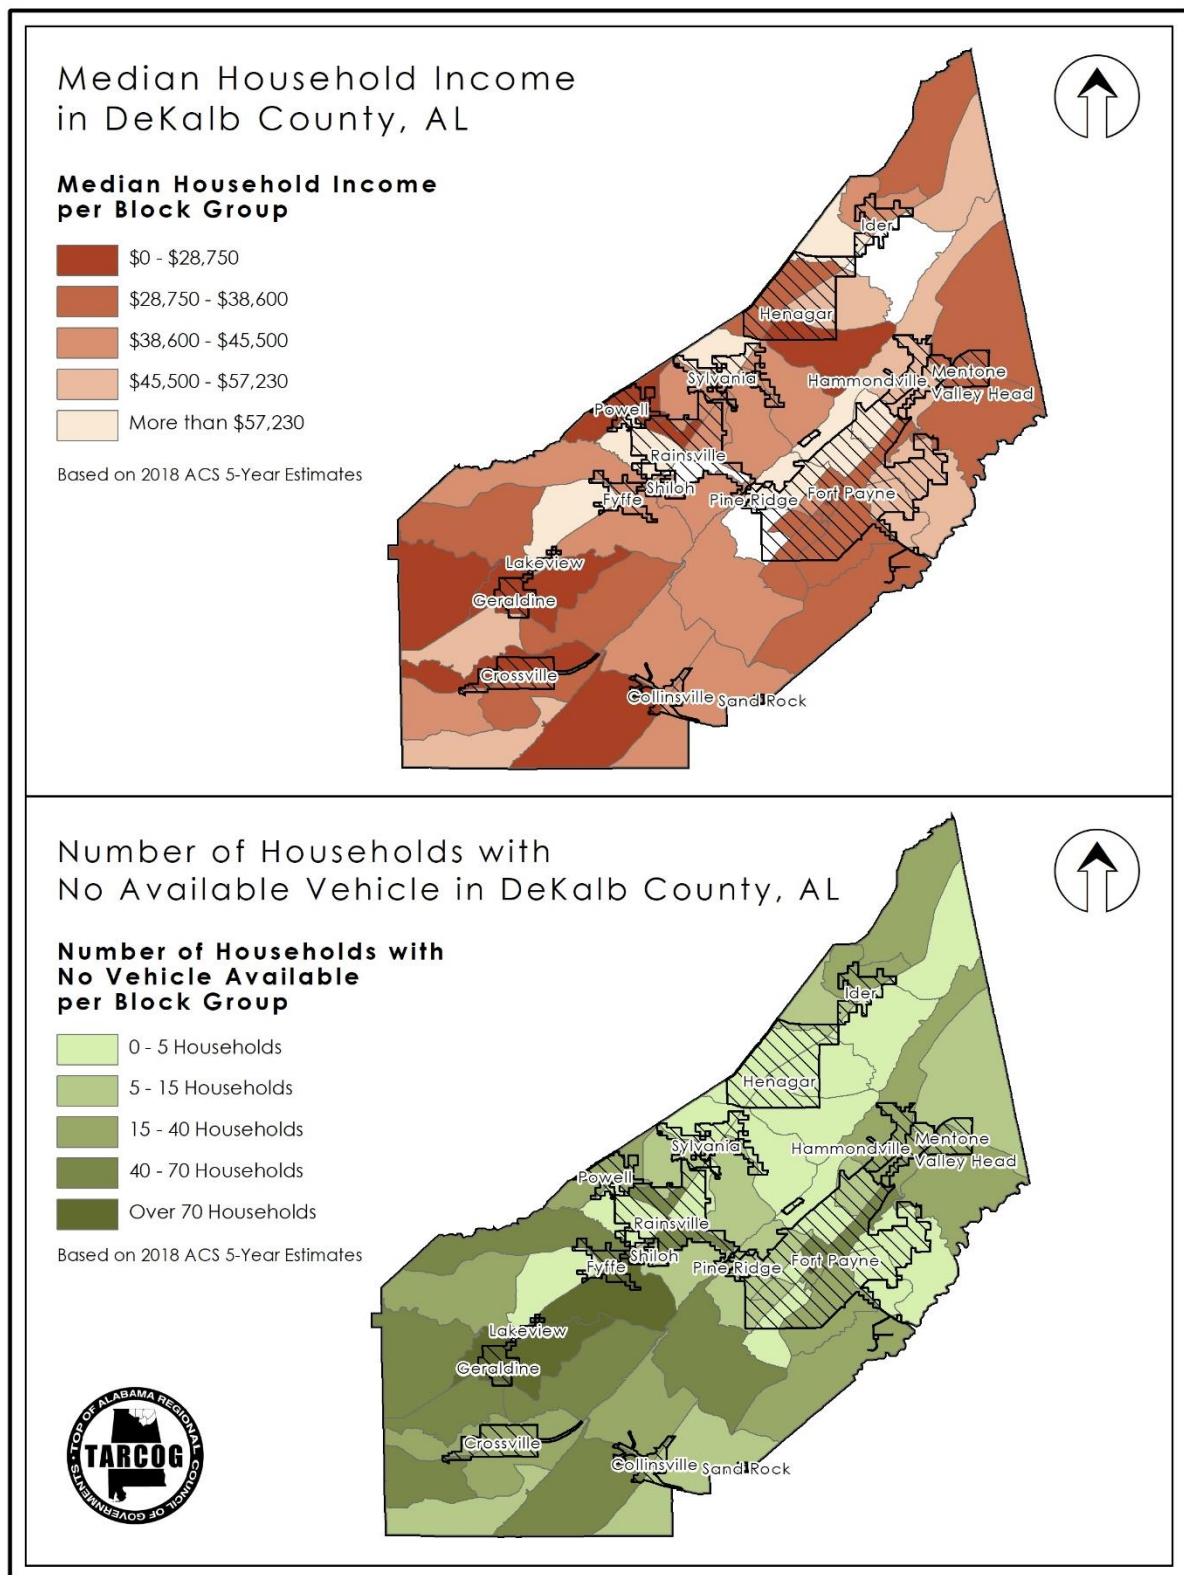 Median Household Income
in DeKalb County, AL
Median Household Income
per Block Group
$0 - $28,750
$28,750 - $38,600
$38,600 - $45,500
$45,500 - $57,230
More than $57,230
Based on 2018 ACS 5-Year Estimates
Ider
Henagar
Sylvania
Hammondville
Mentone
Valley Head
Powell
Rainsville
Shiloh
Fyffe
Pine Ridge
Fort Payne
Lakeview
Geraldine
Crossville
Collinsville
Sand Rock
Number of Households with
No Available Vehicle in DeKalb County, AL
Number of Households with
No Vehicle Available
per Block Group
0 - 5 Households
5 - 15 Households
15 - 40 Households
40 - 70 Households
Over 70 Households
Based on 2018 ACS 5-Year Estimates
Ider
Henagar
Sylvania
Hammondville
Mentone
Valley Head
Powell
Rainsville
Shiloh
Fyffe
Pine Ridge
Fort Payne
Lakeview
Geraldine
Crossville
Collinsville
Sand Rock
TOP OF ALABAMA REGIONAL COUNCIL OF GOVERNMENTS
TARCOG